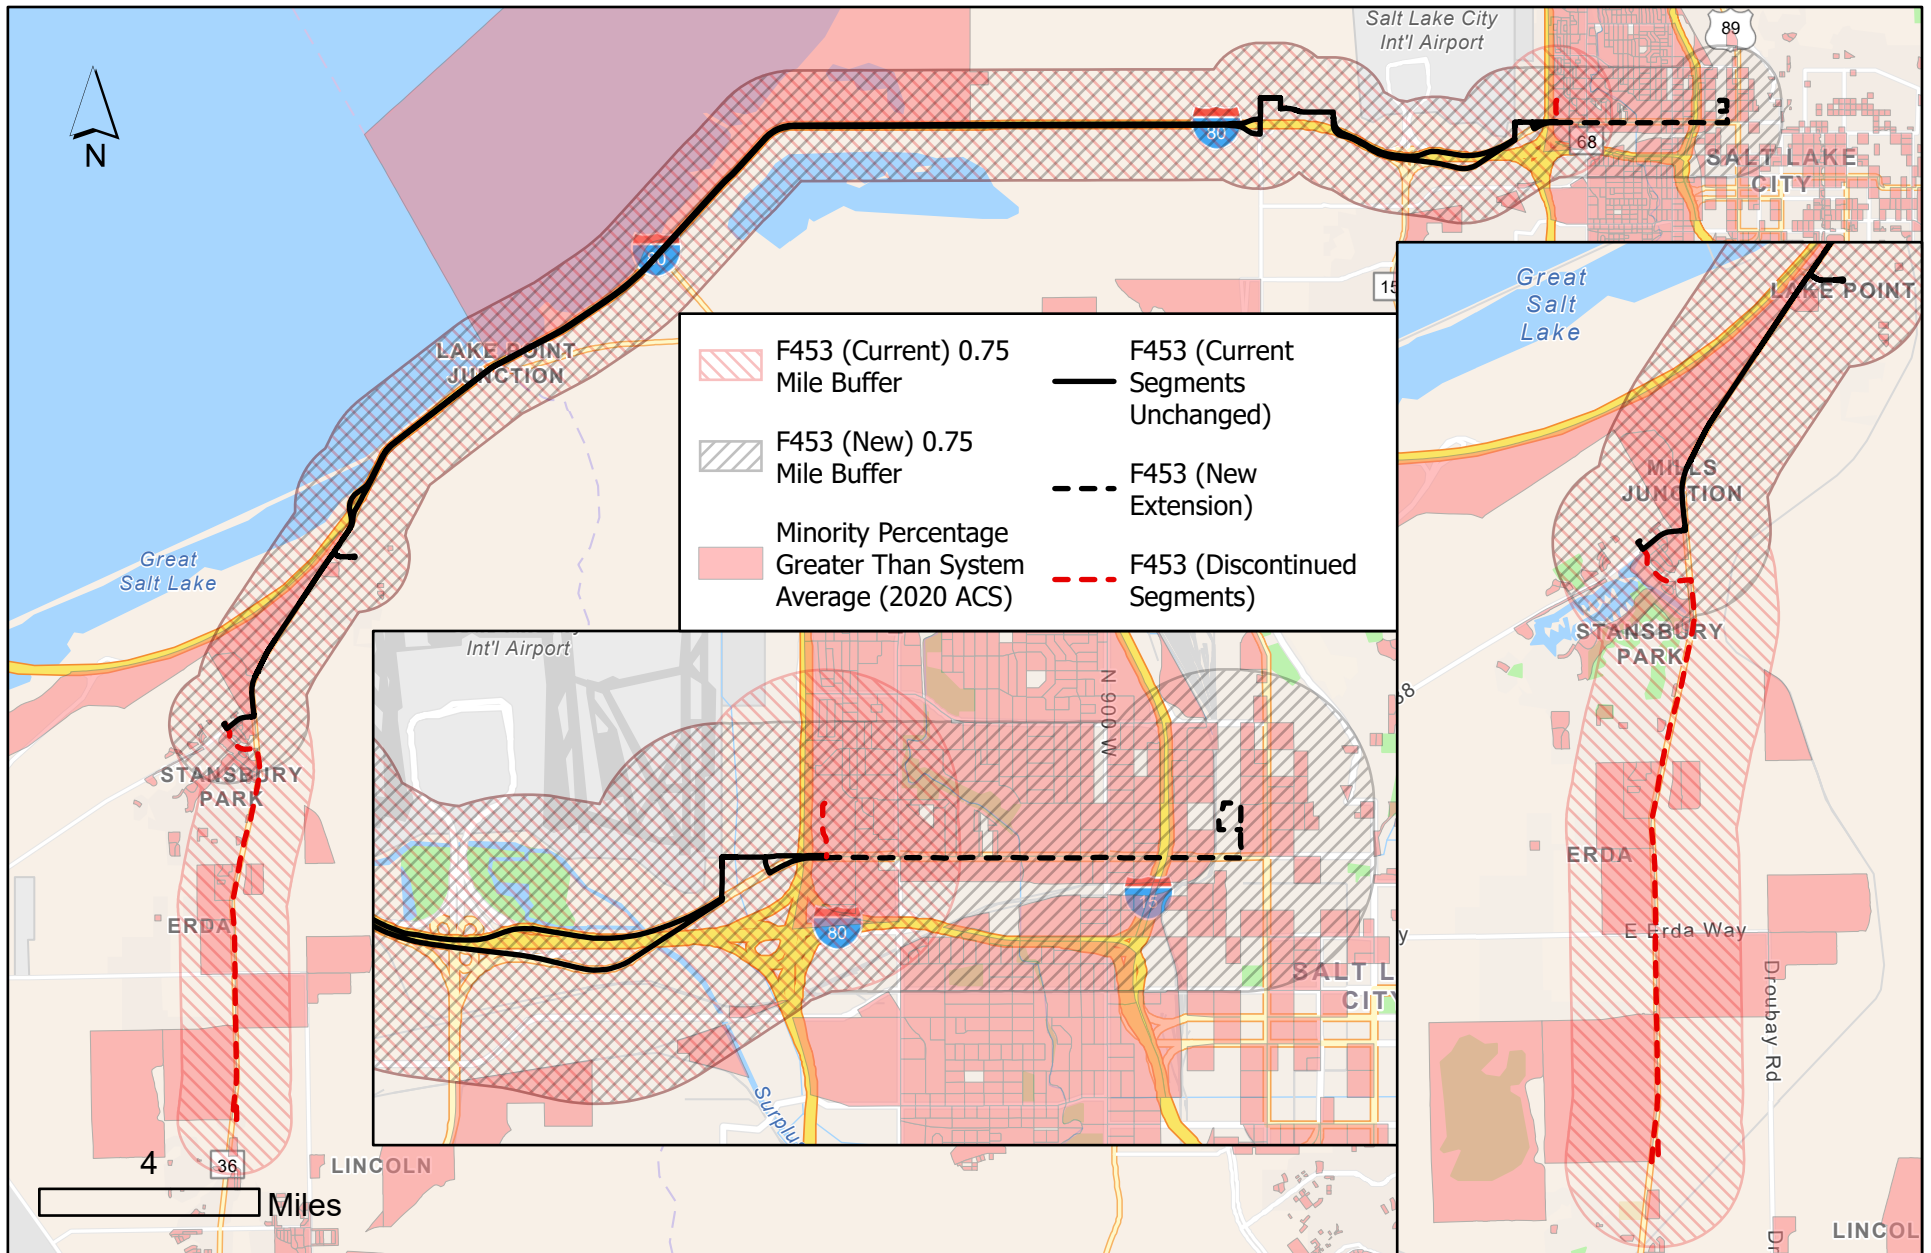 Salt Lake City
Int'l Airport
89
N
80
68
SALT LAKE
CITY
80
LAKE POINT
JUNCTION
15
Great
Salt Lake
STANSBURY
PARK
ERDA
4
Miles
36
LINCOLN
F453 (Current) 0.75
Mile Buffer
F453 (New) 0.75
Mile Buffer
Minority Percentage
Greater Than System
Average (2020 ACS)
F453 (Current
Segments
Unchanged)
F453 (New
Extension)
F453 (Discontinued
Segments)
Int'l Airport
N 900 W
15
80
SALT L
CITY
Surplu
Great
Salt
Lake
LAKE POINT
MILLS
JUNCTION
STANSBURY
PARK
ERDA
E Erda Way
Droubay Rd
Dr
LINCOL